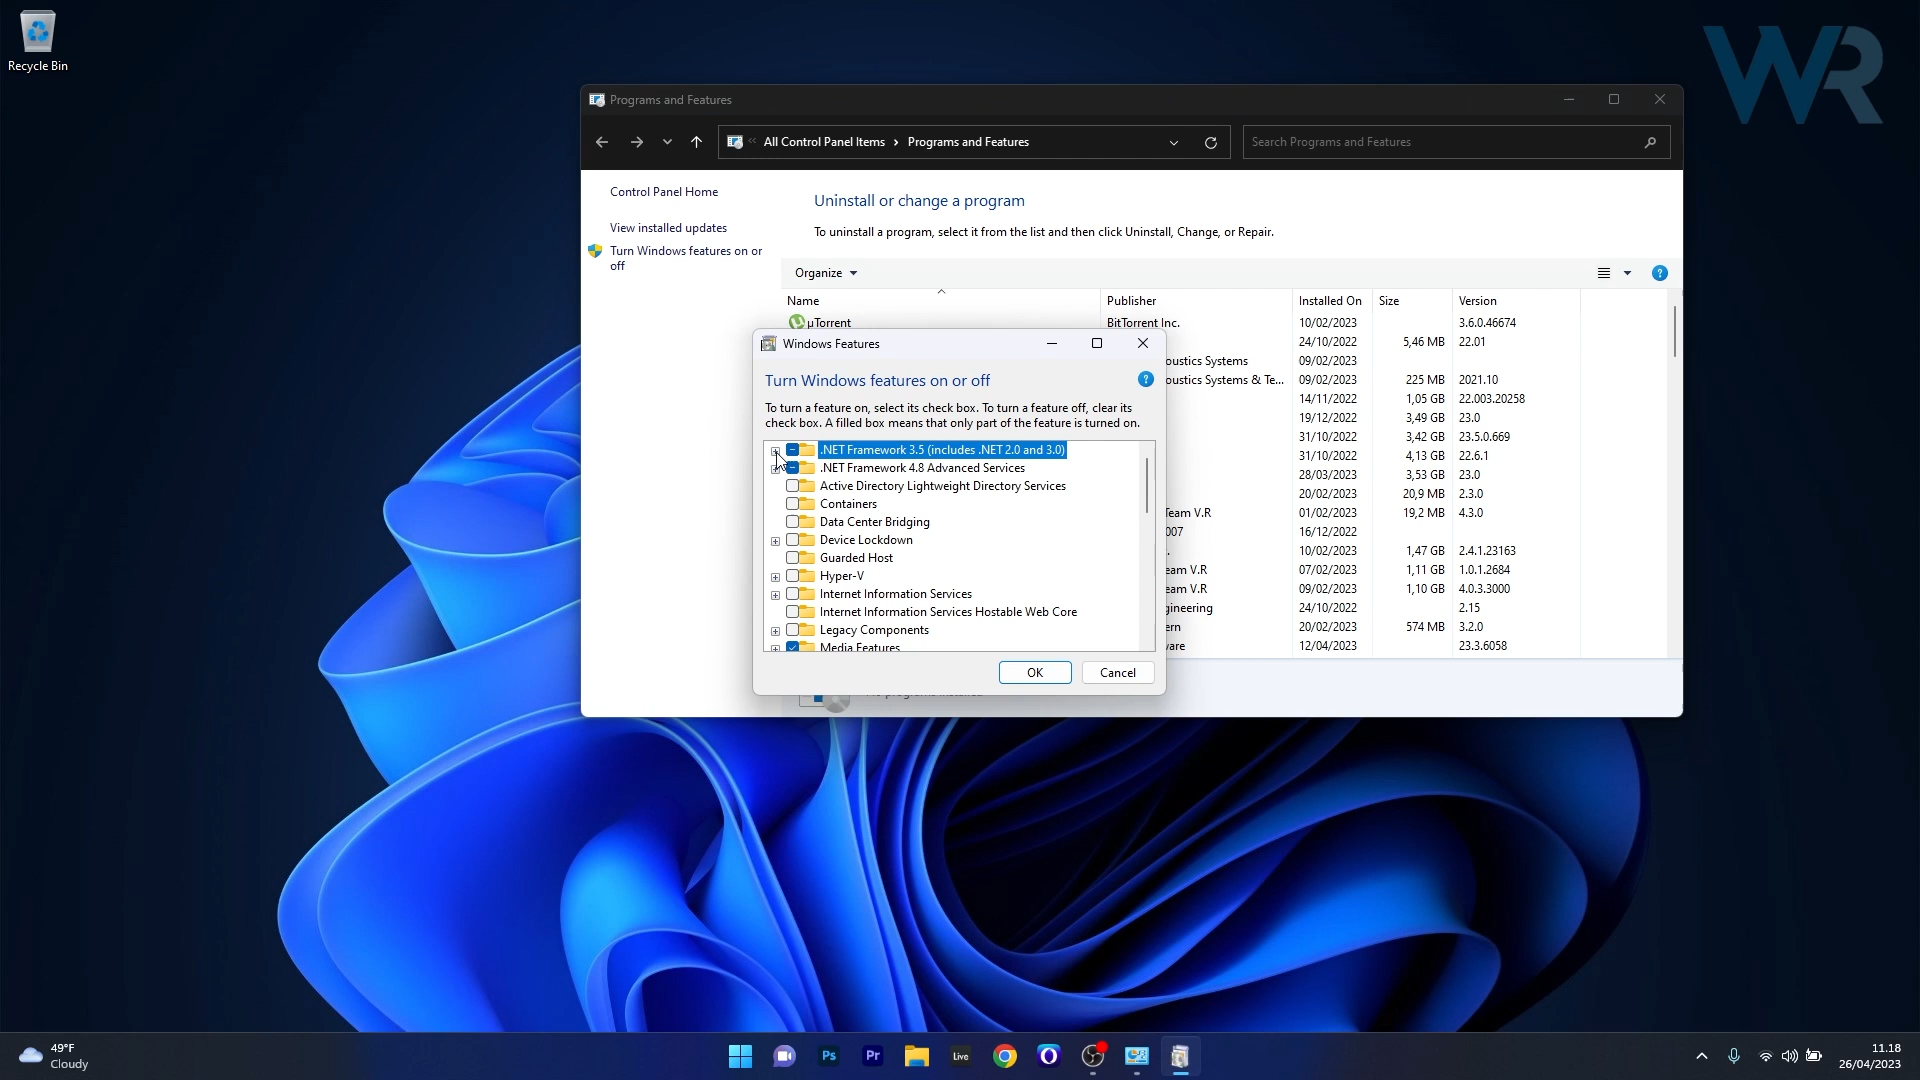 Recycle Bin
WR
Programs and Features
All Control Panel Items
Programs and Features
Search Programs and Features
Control Panel Home
View installed updates
Turn Windows features on or
off
Uninstall or change a program
To uninstall a program, select it from the list and then click Uninstall, Change, or Repair.
Organize
Name Publisher Installed On Size Version
µTorrent BitTorrent Inc. 10/02/2023 3.6.0.46674
24/10/2022 5,46 MB 22.01
oustics Systems 09/02/2023
oustics Systems & Te... 09/02/2023 225 MB 2021.10
14/11/2022 1,05 GB 22.003.20258
19/12/2022 3,49 GB 23.0
31/10/2022 3,42 GB 23.5.0.669
31/10/2022 4,13 GB 22.6.1
28/03/2023 3,53 GB 23.0
20/02/2023 20,9 MB 2.3.0
Team V.R 01/02/2023 19,2 MB 4.3.0
007 16/12/2022
10/02/2023 1,47 GB 2.4.1.23163
eam V.R 07/02/2023 1,11 GB 1.0.1.2684
eam V.R 09/02/2023 1,10 GB 4.0.3.3000
gineering 24/10/2022 2.15
ern 20/02/2023 574 MB 3.2.0
ware 12/04/2023 23.3.6058
Windows Features
Turn Windows features on or off
To turn a feature on, select its check box. To turn a feature off, clear its
check box. A filled box means that only part of the feature is turned on.
.NET Framework 3.5 (includes .NET 2.0 and 3.0)
.NET Framework 4.8 Advanced Services
Active Directory Lightweight Directory Services
Containers
Data Center Bridging
Device Lockdown
Guarded Host
Hyper-V
Internet Information Services
Internet Information Services Hostable Web Core
Legacy Components
Media Features
OK
Cancel
49°F
Cloudy
Ps
Pr
Live
11.18
26/04/2023